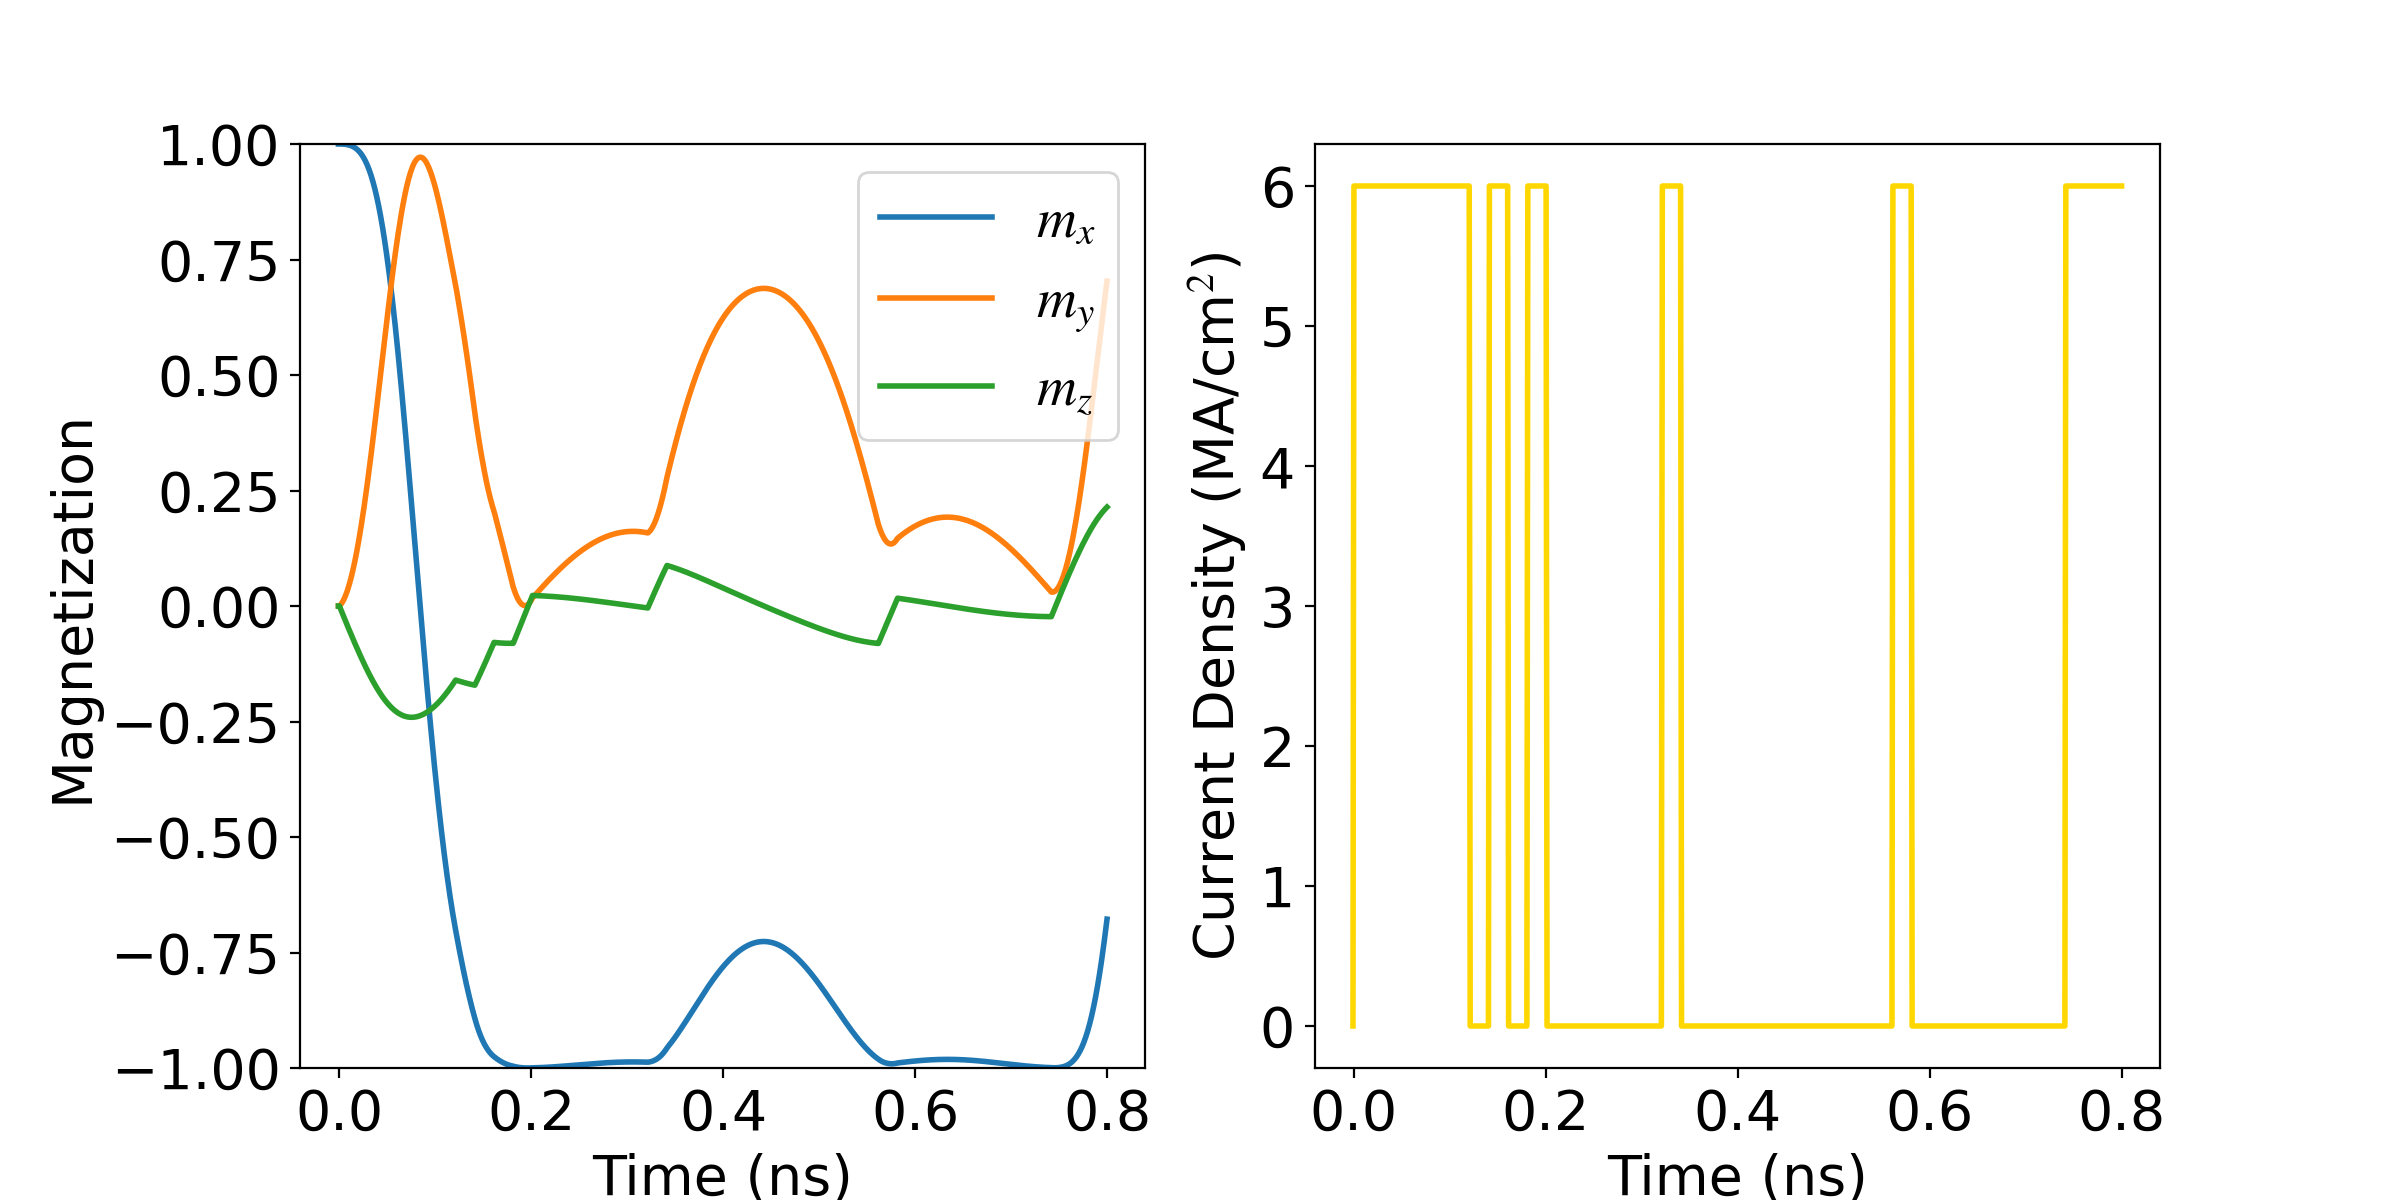 1.00
0.75
0.50
0.25
0.00
−0.25
−0.50
−0.75
−1.00
Magnetization
0.0 0.2 0.4 0.6 0.8
Time (ns)
m_x
m_y
m_z
6
5
4
3
2
1
0
Current Density (MA/cm²)
0.0 0.2 0.4 0.6 0.8
Time (ns)